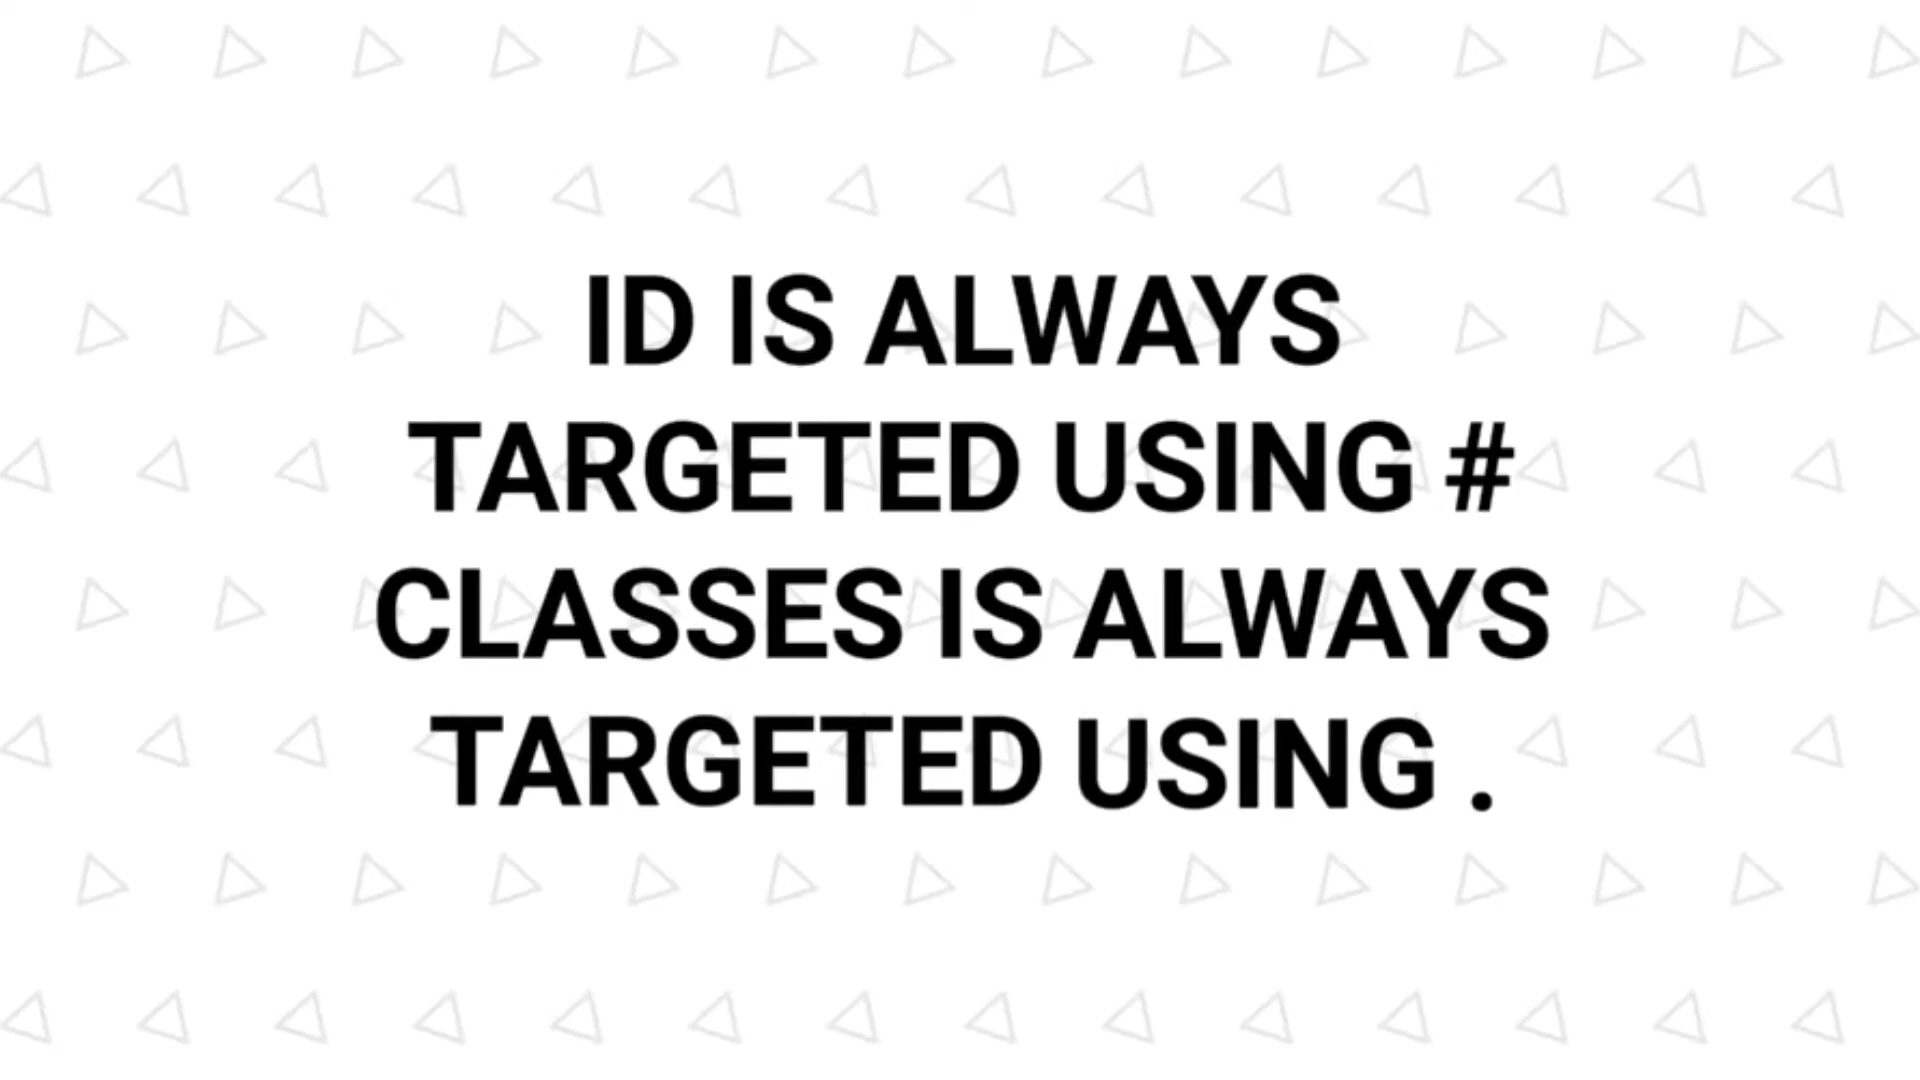 ID IS ALWAYS
TARGETED USING #
CLASSES IS ALWAYS
TARGETED USING .